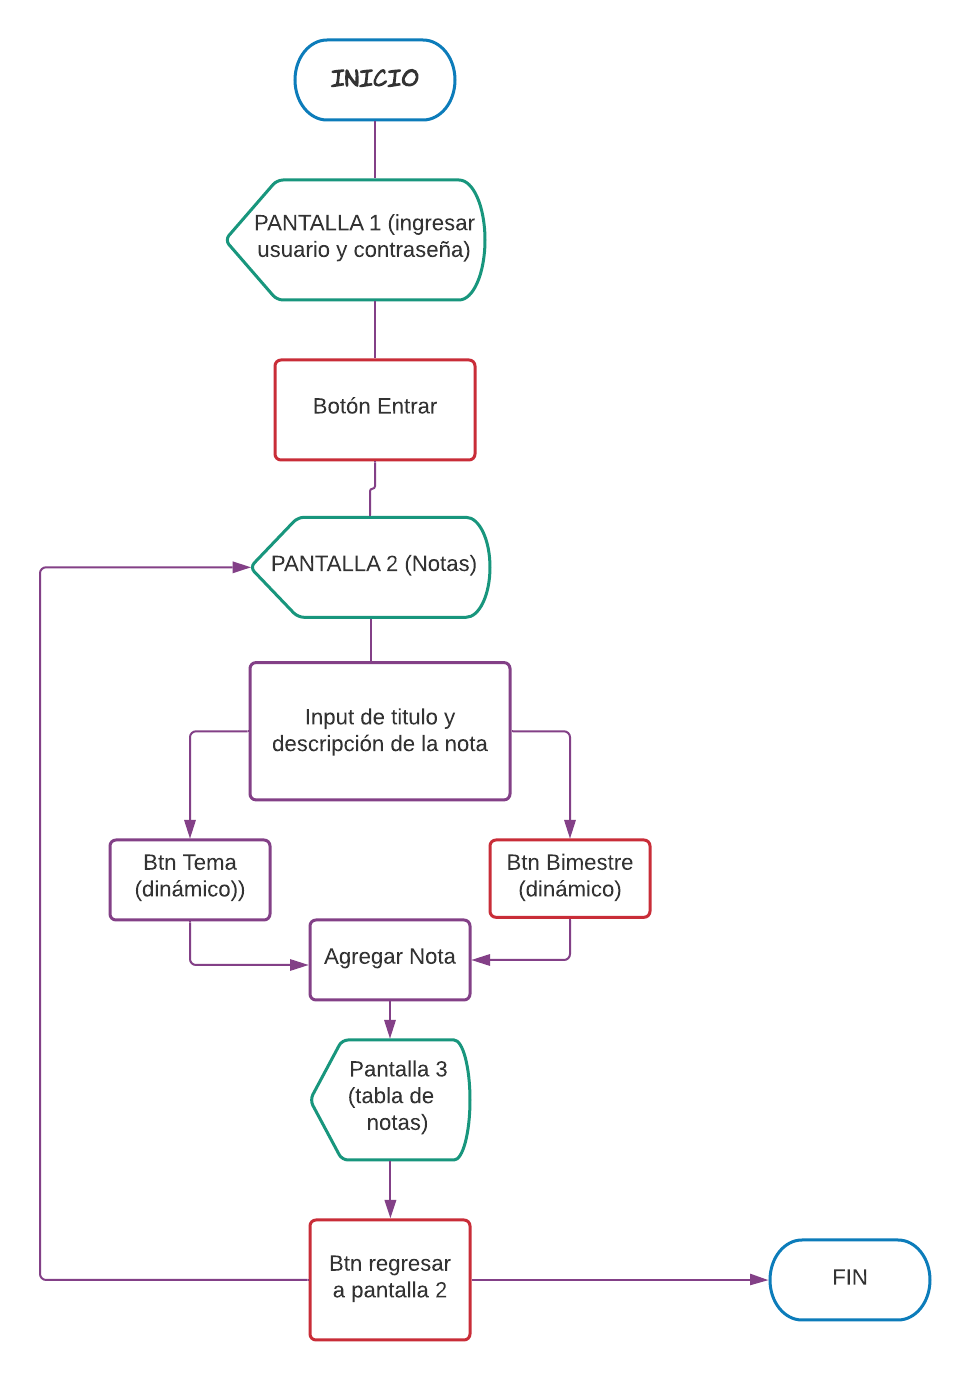 INICIO
PANTALLA 1 (ingresar
usuario y contraseña)
Botón Entrar
PANTALLA 2 (Notas)
Input de titulo y
descripción de la nota
Btn Tema
(dinámico))
Btn Bimestre
(dinámico)
Agregar Nota
Pantalla 3
(tabla de
notas)
Btn regresar
a pantalla 2
FIN